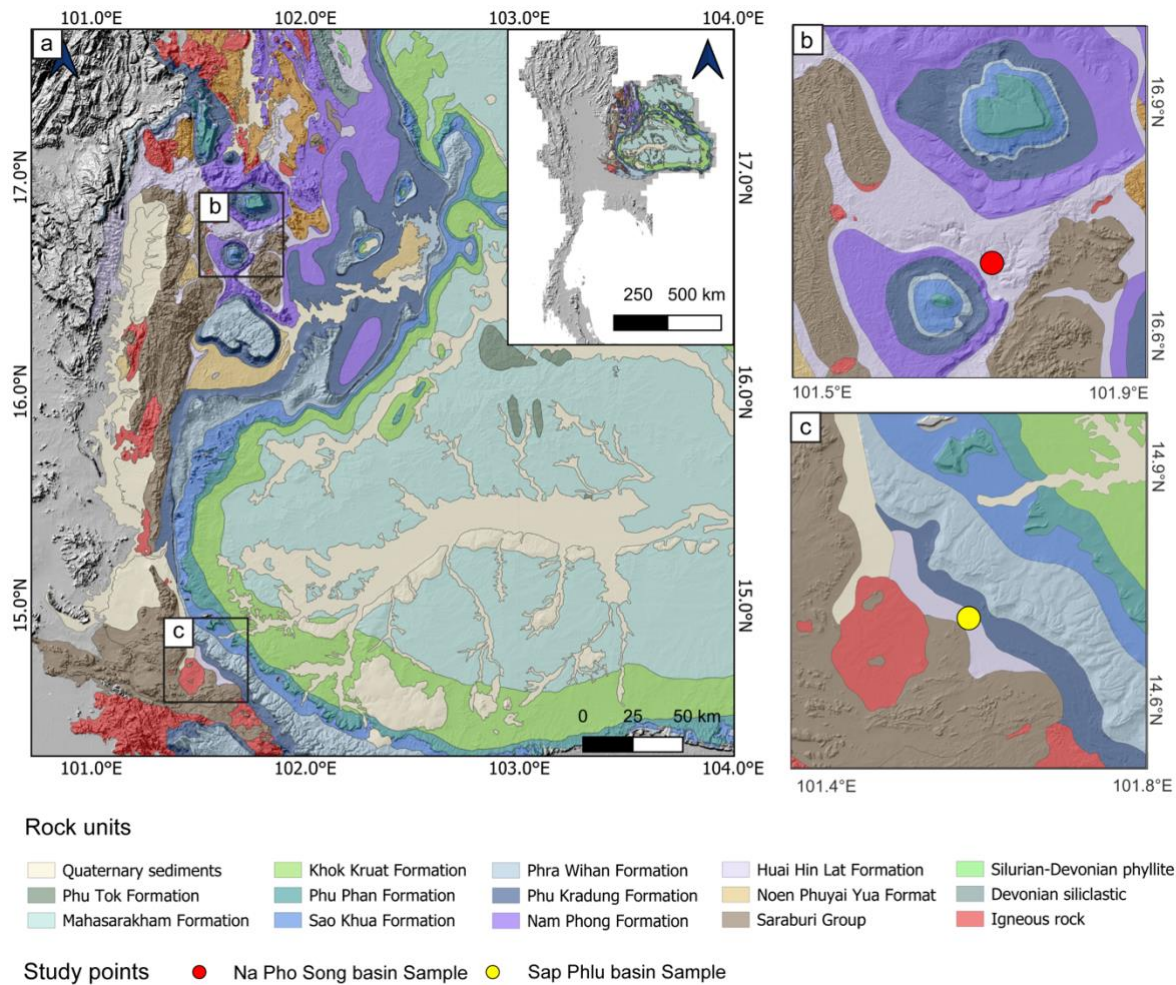 101.0°E 102.0°E 103.0°E 104.0°E
a
b
250 500 km
17.0°N
17.0°N
b
16.9°N
16.6°N
101.5°E 101.9°E
16.0°N
16.0°N
15.0°N
15.0°N
c
0 25 50 km
101.0°E 102.0°E 103.0°E 104.0°E
c
14.9°N
14.6°N
101.4°E 101.8°E
Rock units
Quaternary sediments Khok Kruat Formation Phra Wihan Formation Huai Hin Lat Formation Silurian-Devonian phyllite
Phu Tok Formation Phu Phan Formation Phu Kradung Formation Noen Phuyai Yua Format Devonian siliclastic
Mahasarakham Formation Sao Khua Formation Nam Phong Formation Saraburi Group Igneous rock
Study points Na Pho Song basin Sample Sap Phlu basin Sample